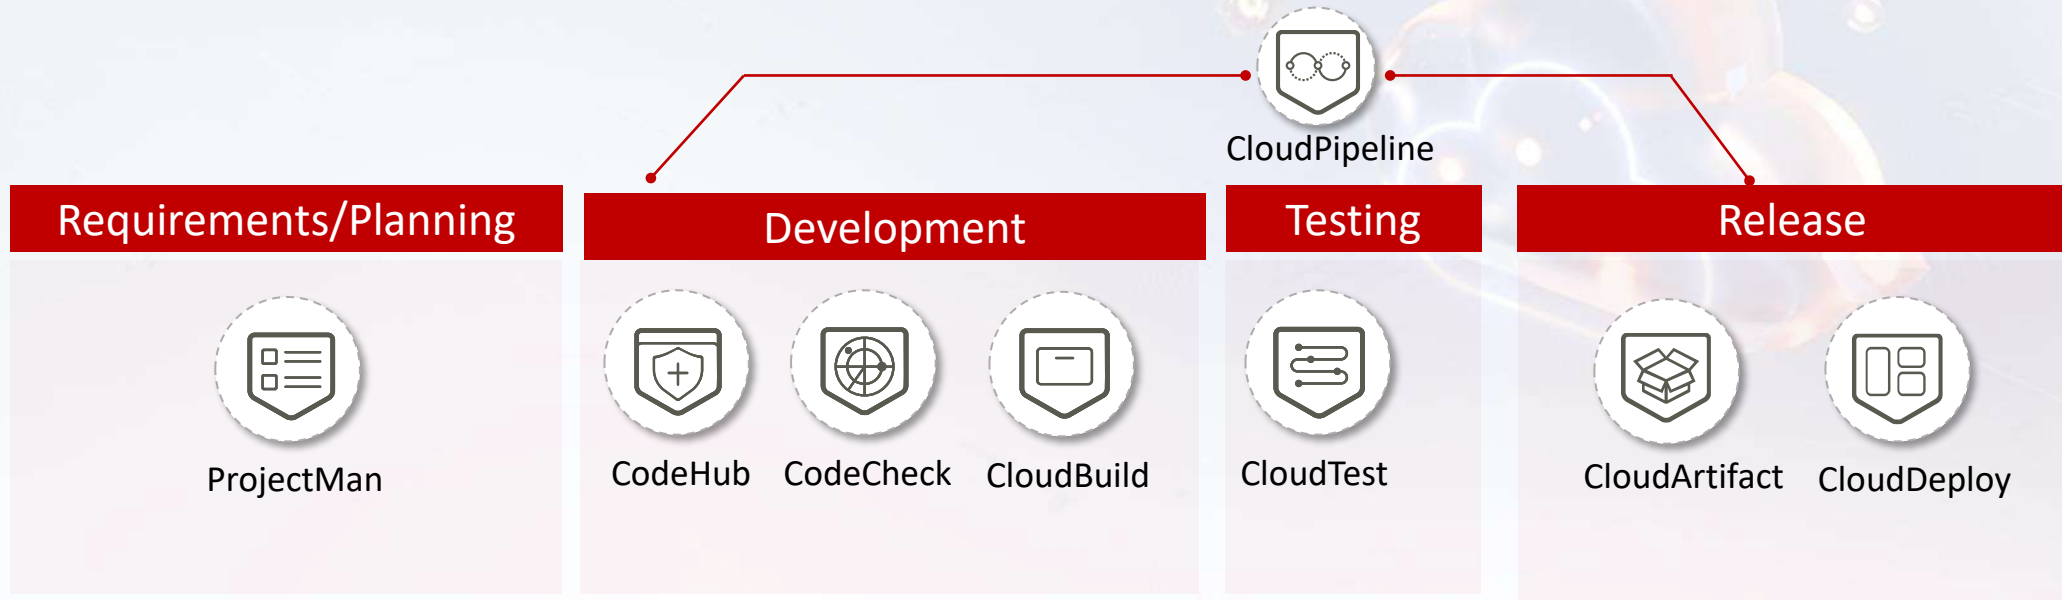 CloudPipeline
Requirements/Planning
Development
Testing
Release
ProjectMan
CodeHub
CodeCheck
CloudBuild
CloudTest
CloudArtifact
CloudDeploy